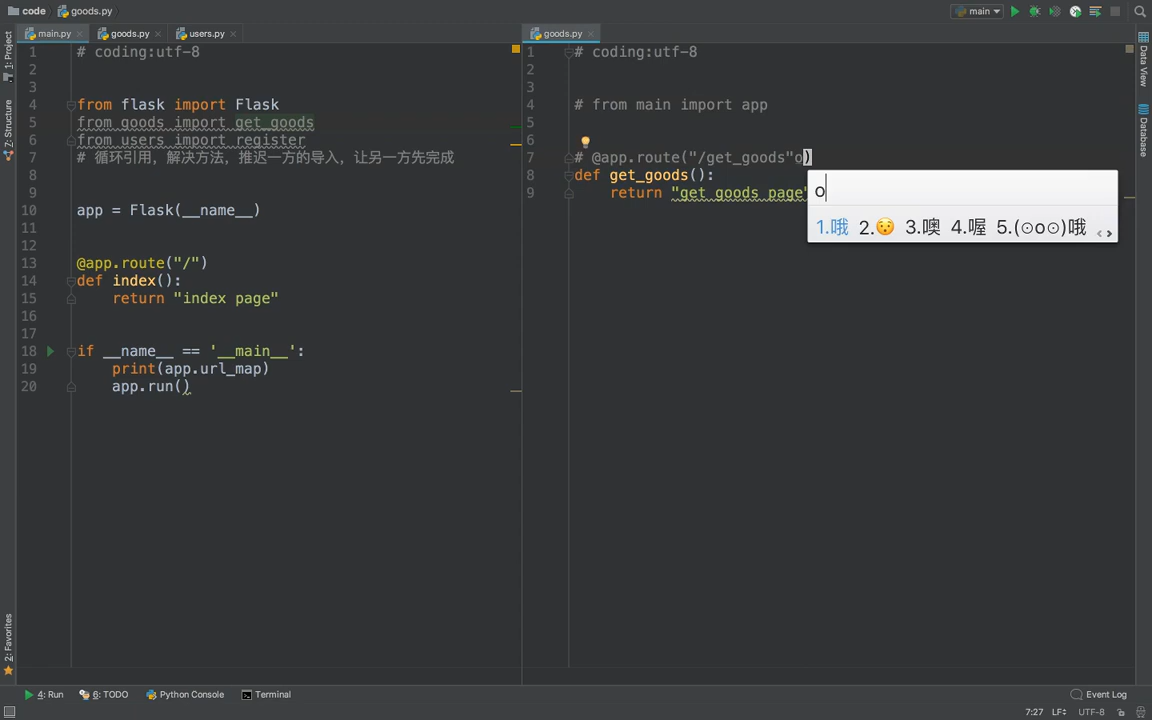 code goods.py main
main.py goods.py users.py goods.py
1: Project
Z: Structure
2: Favorites
1 # coding:utf-8
2
3
4 from flask import Flask
5 from goods import get_goods
6 from users import register
7 # 循环引用，解决方法，推迟一方的导入，让另一方先完成
8
9
10 app = Flask(__name__)
11
12
13 @app.route("/")
14 def index():
15 return "index page"
16
17
18 if __name__ == '__main__':
19 print(app.url_map)
20 app.run()
1 # coding:utf-8
2
3
4 # from main import app
5
6
7 # @app.route("/get_goods"o)
8 def get_goods():
9 return "get goods page"
o
1.哦 2.😯 3.噢 4.喔 5.(⊙o⊙)哦 < >
Data View
Database
4: Run 6: TODO Python Console Terminal Event Log
7:27 LF UTF-8